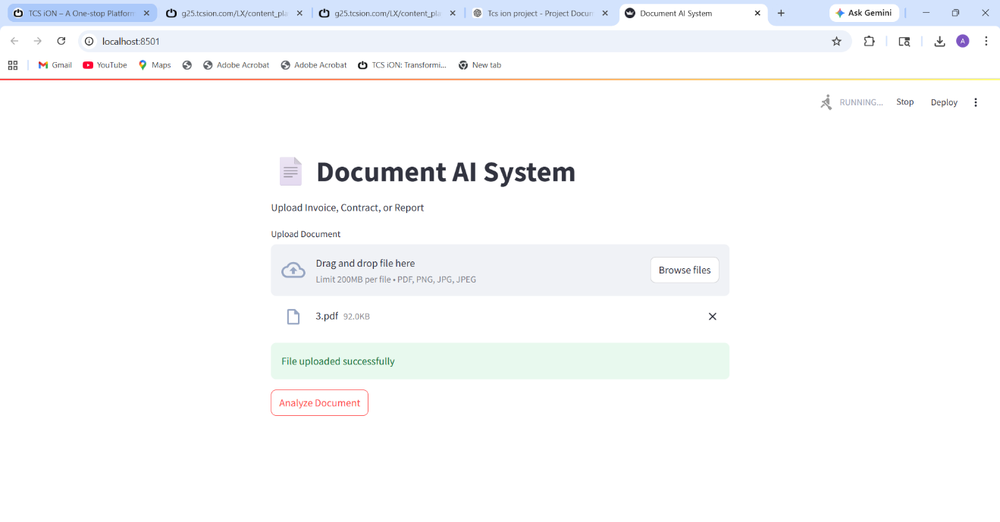 TCS iON – A One-stop Platform
g25.tcsion.com/LX/content_pla
g25.tcsion.com/LX/content_pla
Tcs ion project - Project Docum
Document AI System
Ask Gemini
localhost:8501
A
Gmail
YouTube
Maps
Adobe Acrobat
Adobe Acrobat
TCS iON: Transformi...
New tab
RUNNING...
Stop
Deploy
Document AI System
Upload Invoice, Contract, or Report
Upload Document
Drag and drop file here
Limit 200MB per file • PDF, PNG, JPG, JPEG
Browse files
3.pdf 92.0KB
File uploaded successfully
Analyze Document